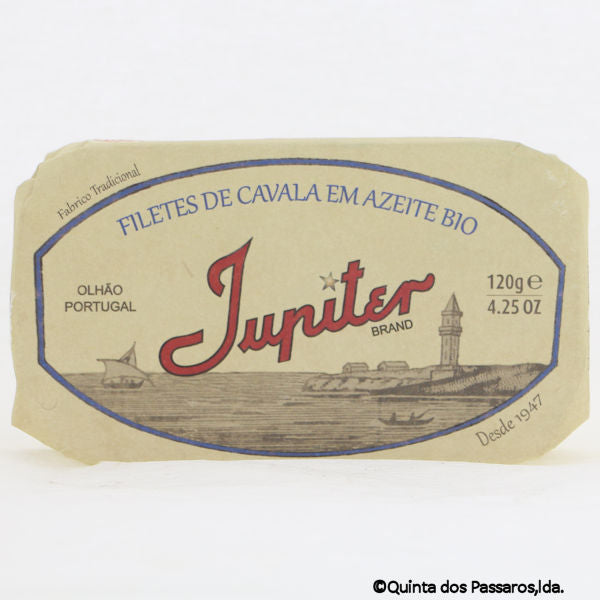 Fabrico Tradicional
FILETES DE CAVALA EM AZEITE BIO
OLHÃO
PORTUGAL
Jupiter
BRAND
120g e
4.25 OZ
Desde 1947
©Quinta dos Passaros,lda.